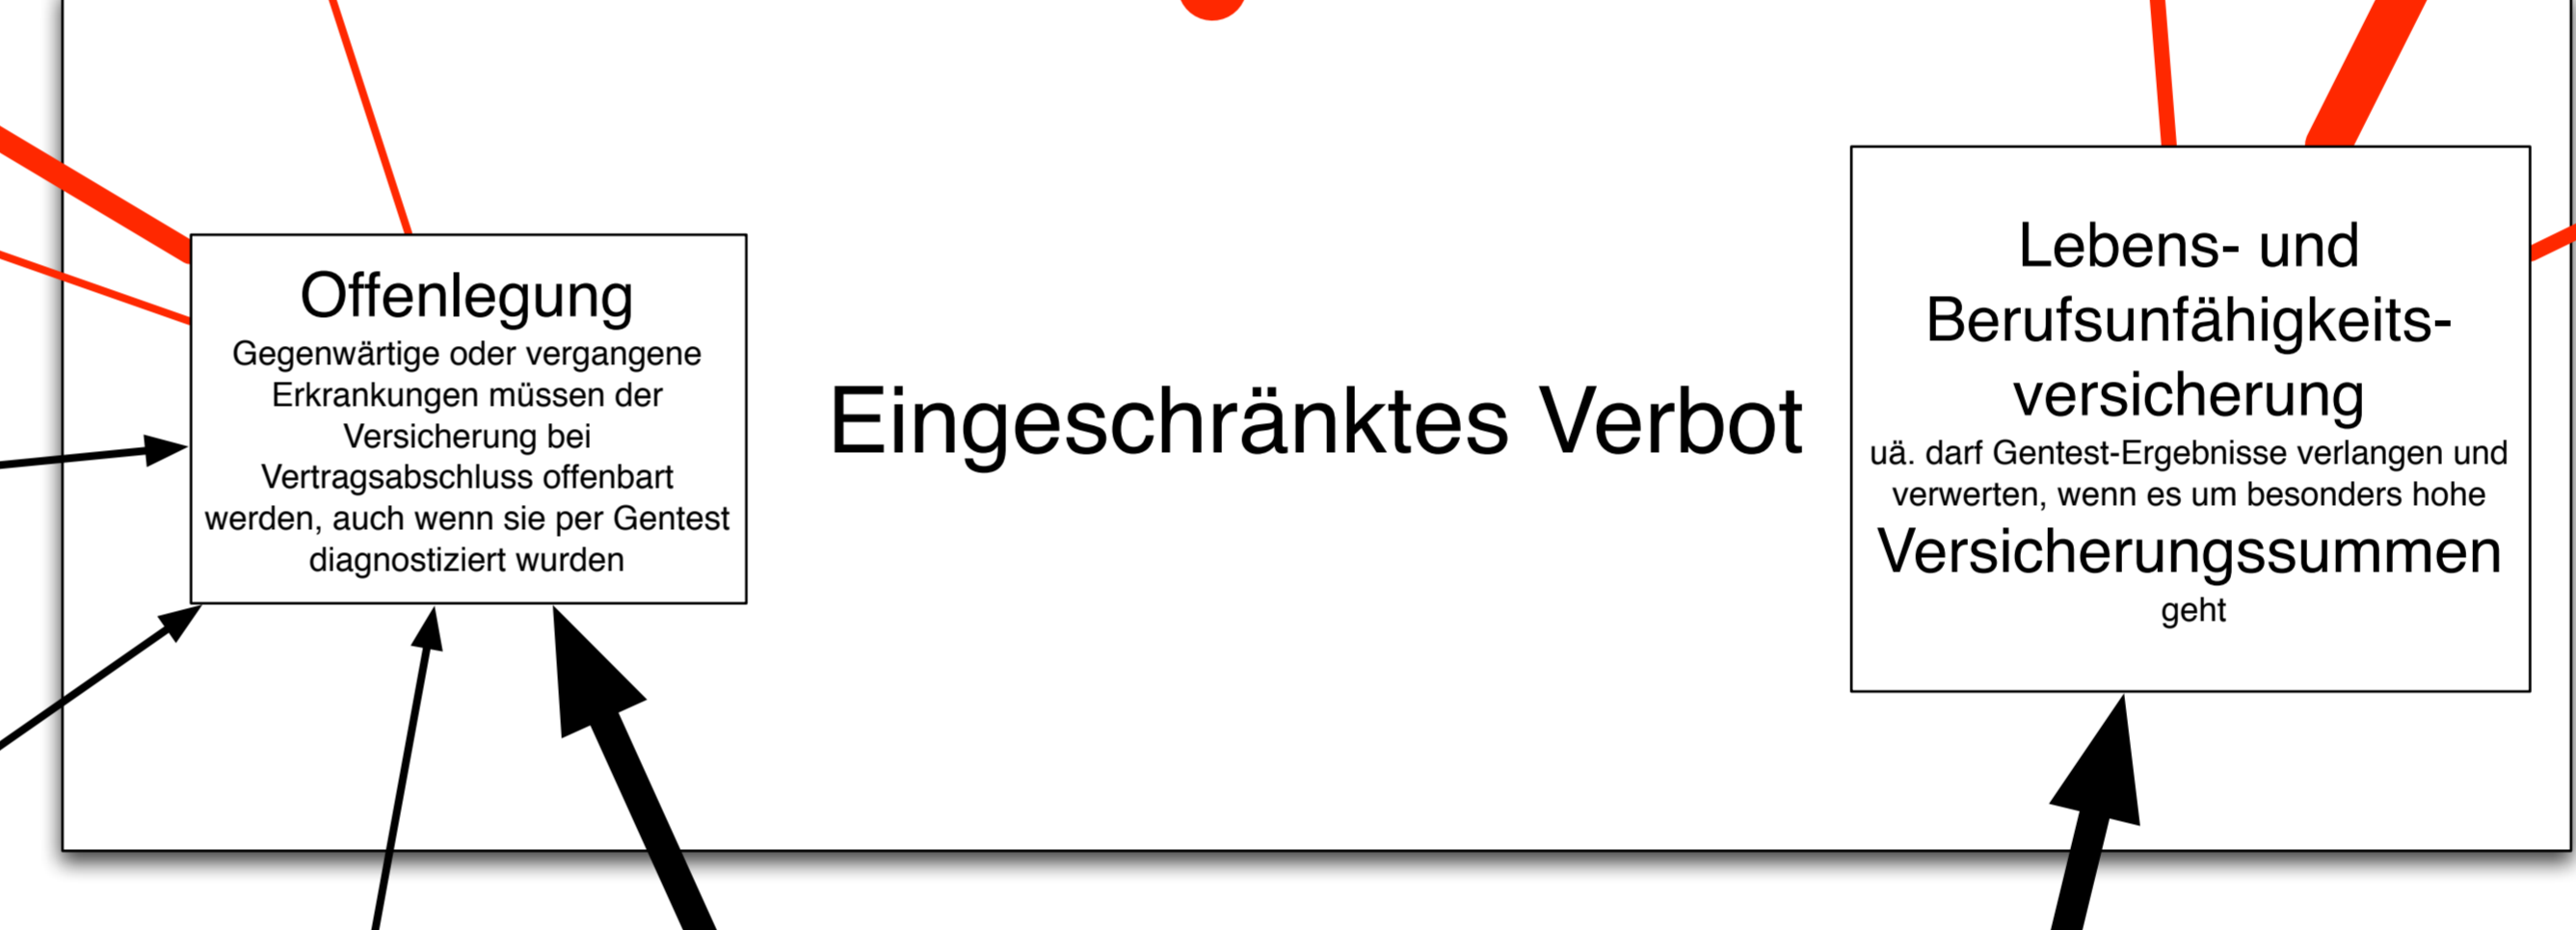 Offenlegung
Gegenwärtige oder vergangene
Erkrankungen müssen der
Versicherung bei
Vertragsabschluss offenbart
werden, auch wenn sie per Gentest
diagnostiziert wurden
Eingeschränktes Verbot
Lebens- und
Berufsunfähigkeits-
versicherung
uä. darf Gentest-Ergebnisse verlangen und
verwerten, wenn es um besonders hohe
Versicherungssummen
geht